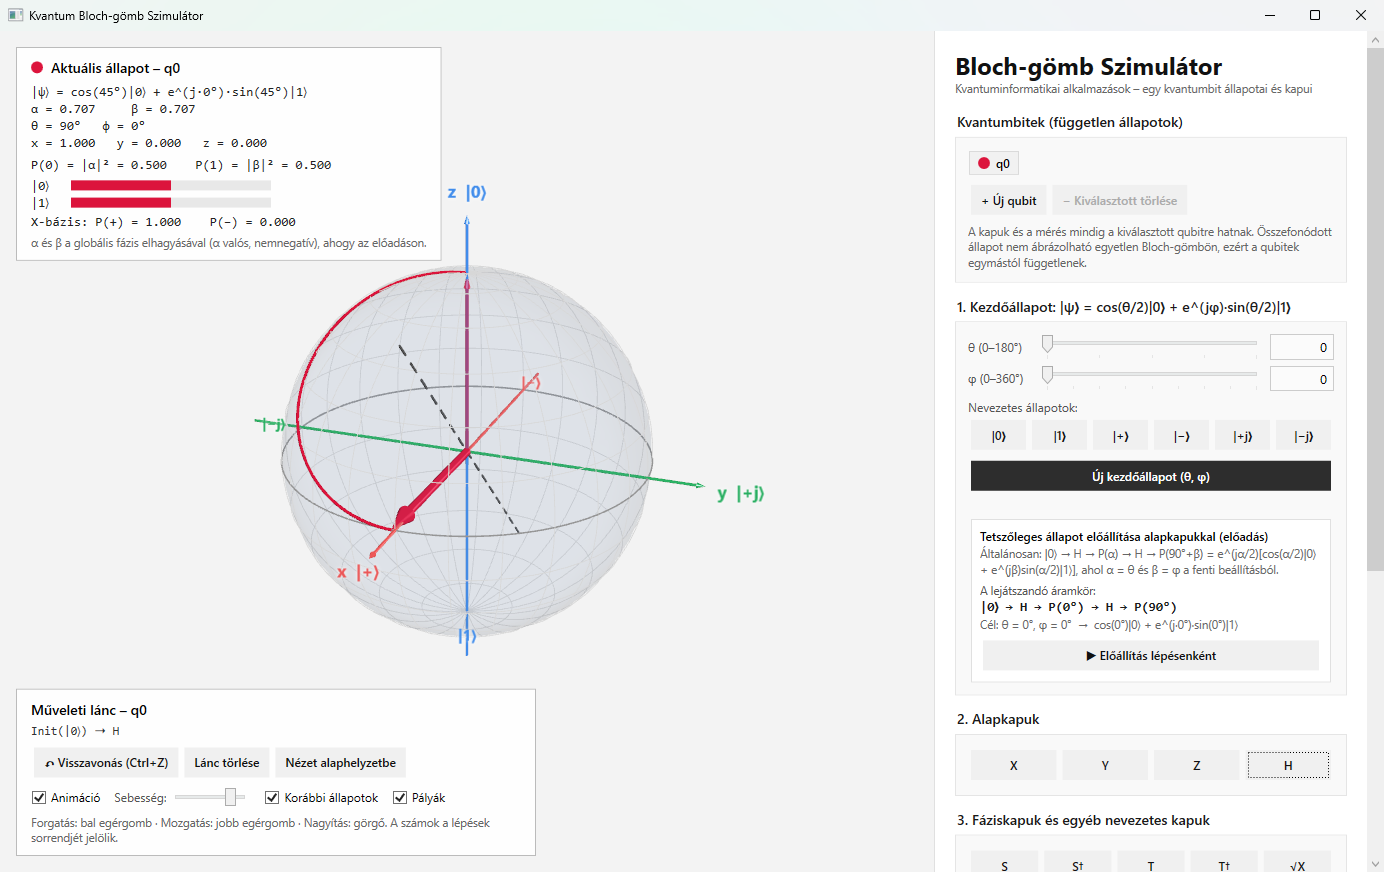 Kvantum Bloch-gömb Szimulátor
Aktuális állapot – q0
|ψ⟩ = cos(45°)|0⟩ + e^(j·0°)·sin(45°)|1⟩
α = 0.707 β = 0.707
θ = 90° ϕ = 0°
x = 1.000 y = 0.000 z = 0.000
P(0) = |α|² = 0.500 P(1) = |β|² = 0.500
|0⟩
|1⟩
X-bázis: P(+) = 1.000 P(−) = 0.000
α és β a globális fázis elhagyásával (α valós, nemnegatív), ahogy az előadáson.
z |0⟩
|−⟩
|−j⟩
y |+j⟩
x |+⟩
|1⟩
Műveleti lánc – q0
Init(|0⟩) → H
↶ Visszavonás (Ctrl+Z)
Lánc törlése
Nézet alaphelyzetbe
Animáció
Sebesség:
Korábbi állapotok
Pályák
Forgatás: bal egérgomb · Mozgatás: jobb egérgomb · Nagyítás: görgő. A számok a lépések
sorrendjét jelölik.
Bloch-gömb Szimulátor
Kvantuminformatikai alkalmazások – egy kvantumbit állapotai és kapui
Kvantumbitek (független állapotok)
q0
+ Új qubit
− Kiválasztott törlése
A kapuk és a mérés mindig a kiválasztott qubitre hatnak. Összefonódott
állapot nem ábrázolható egyetlen Bloch-gömbön, ezért a qubitek
egymástól függetlenek.
1. Kezdőállapot: |ψ⟩ = cos(θ/2)|0⟩ + e^(jφ)·sin(θ/2)|1⟩
θ (0–180°)
0
φ (0–360°)
0
Nevezetes állapotok:
|0⟩
|1⟩
|+⟩
|−⟩
|+j⟩
|−j⟩
Új kezdőállapot (θ, φ)
Tetszőleges állapot előállítása alapkapukkal (előadás)
Általánosan: |0⟩ → H → P(α) → H → P(90°+β) = e^(jα/2)[cos(α/2)|0⟩
+ e^(jβ)sin(α/2)|1⟩], ahol α = θ és β = φ a fenti beállításból.
A lejátszandó áramkör:
|0⟩ → H → P(0°) → H → P(90°)
Cél: θ = 0°, φ = 0° → cos(0°)|0⟩ + e^(j·0°)·sin(0°)|1⟩
▶ Előállítás lépésenként
2. Alapkapuk
X
Y
Z
H
3. Fáziskapuk és egyéb nevezetes kapuk
S
S†
T
T†
√X